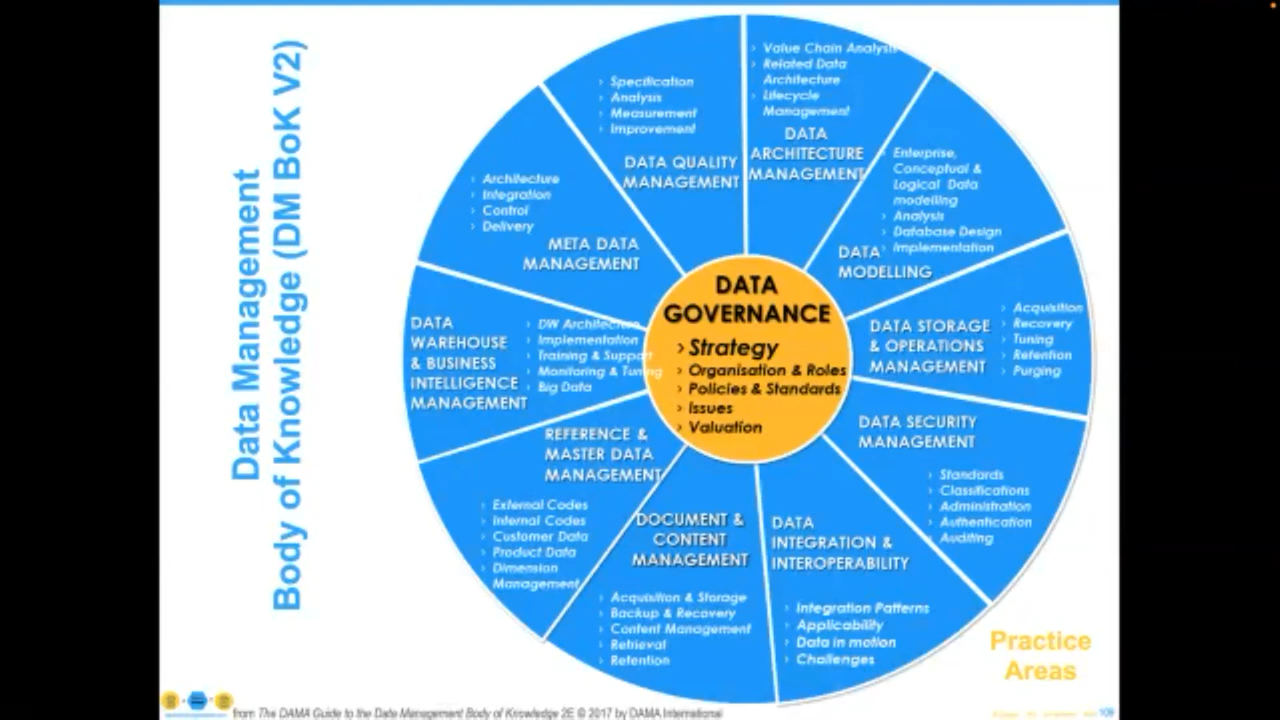 Data Management
Body of Knowledge (DM BoK V2)
› Value Chain Analysis
› Related Data
Architecture
› Lifecycle
Management
DATA
ARCHITECTURE
MANAGEMENT
› Enterprise,
Conceptual &
Logical Data
modelling
› Analysis
› Database Design
› Implementation
DATA
MODELLING
DATA STORAGE
& OPERATIONS
MANAGEMENT
› Acquisition
› Recovery
› Tuning
› Retention
› Purging
DATA SECURITY
MANAGEMENT
› Standards
› Classifications
› Administration
› Authentication
› Auditing
DATA
INTEGRATION &
INTEROPERABILITY
› Integration Patterns
› Applicability
› Data in motion
› Challenges
DOCUMENT &
CONTENT
MANAGEMENT
› Acquisition & Storage
› Backup & Recovery
› Content Management
› Retrieval
› Retention
REFERENCE &
MASTER DATA
MANAGEMENT
› External Codes
› Internal Codes
› Customer Data
› Product Data
› Dimension
Management
DATA
WAREHOUSE
& BUSINESS
INTELLIGENCE
MANAGEMENT
› DW Architecture
› Implementation
› Training & Support
› Monitoring & Tuning
› Big Data
› Architecture
› Integration
› Control
› Delivery
META DATA
MANAGEMENT
› Specification
› Analysis
› Measurement
› Improvement
DATA QUALITY
MANAGEMENT
DATA
GOVERNANCE
› Strategy
› Organisation & Roles
› Policies & Standards
› Issues
› Valuation
Practice
Areas
from The DAMA Guide to the Data Management Body of Knowledge 2E © 2017 by DAMA International